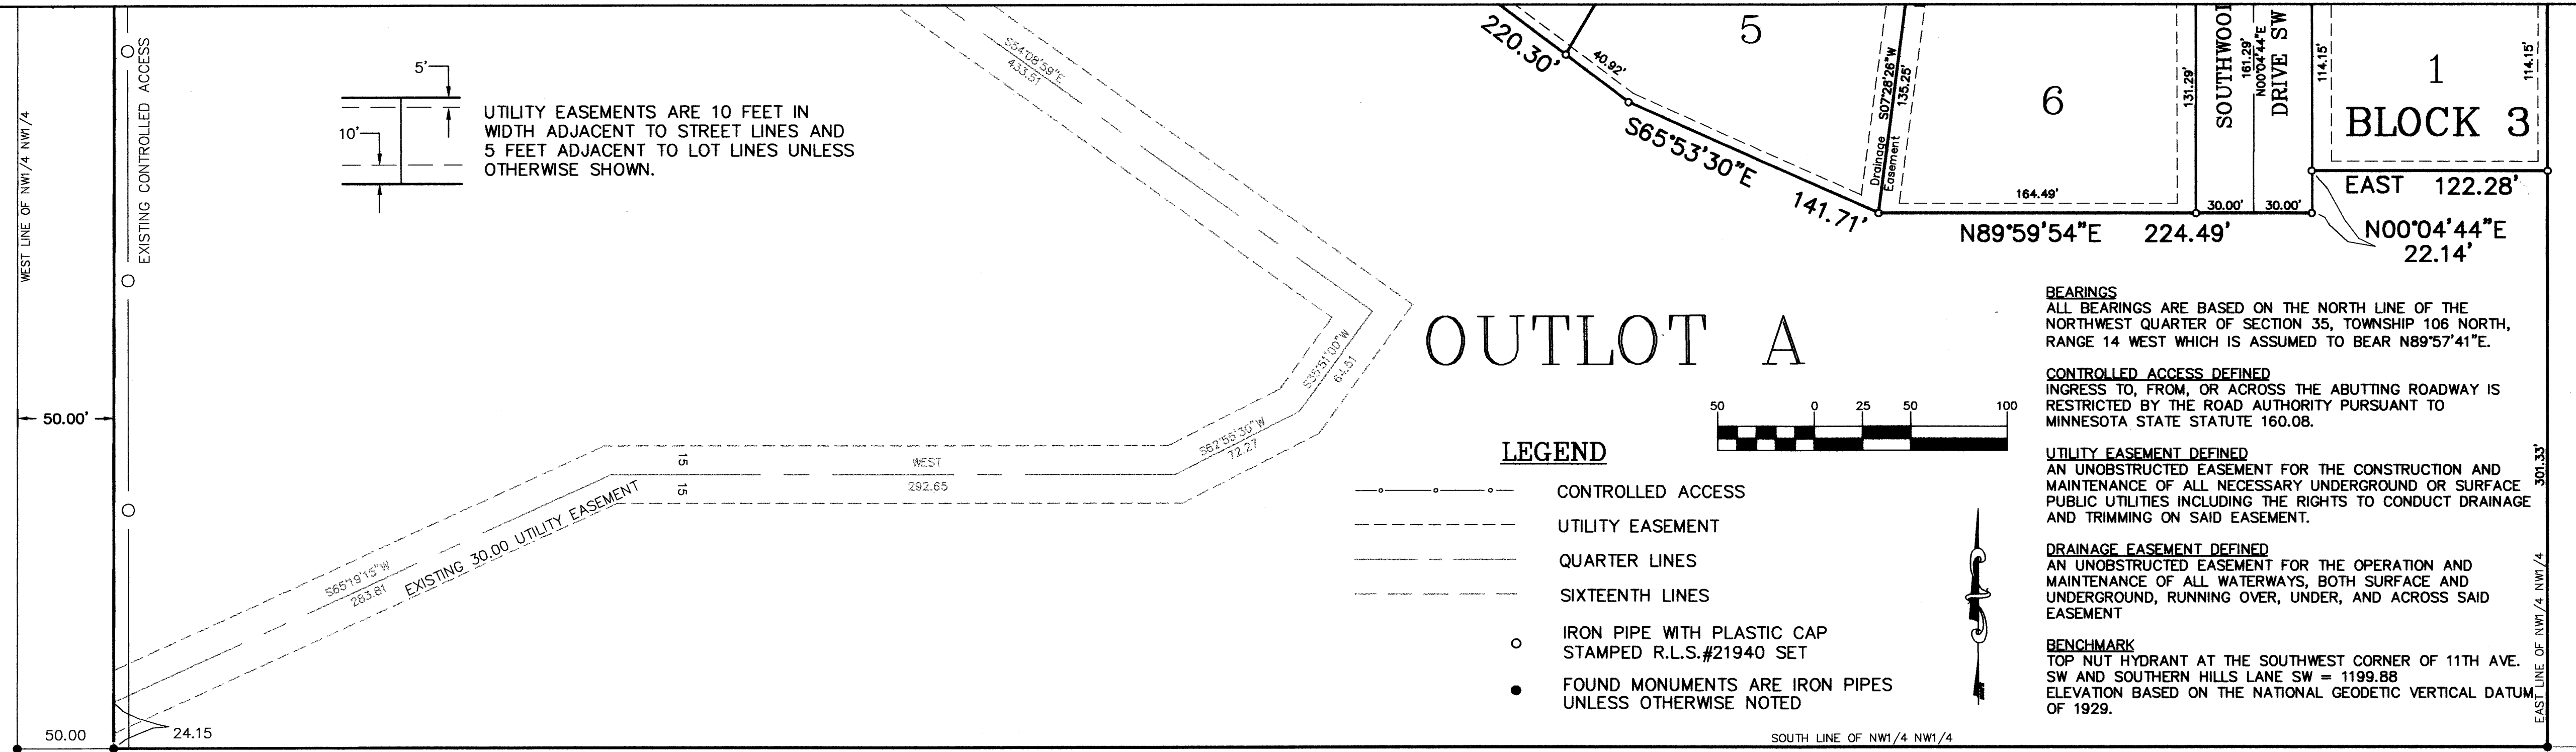 WEST LINE OF NW1/4 NW1/4
EXISTING CONTROLLED ACCESS
5'
10'
UTILITY EASEMENTS ARE 10 FEET IN
WIDTH ADJACENT TO STREET LINES AND
5 FEET ADJACENT TO LOT LINES UNLESS
OTHERWISE SHOWN.
S54°08'59"E
433.51
220.30'
40.92'
5
S65°53'30"E
141.71'
Drainage
Easement
S07°28'26"W
135.25'
6
131.29'
164.49'
SOUTHWOO
DRIVE SW
161.29'
N00°04'44"E
30.00'
30.00'
114.15'
1
BLOCK 3
114.15'
EAST 122.28'
N89°59'54"E 224.49'
N00°04'44"E
22.14'
50.00'
OUTLOT A
S35°51'00"W
64.51
S62°55'30"W
72.27
WEST
292.65
15
15
EXISTING 30.00 UTILITY EASEMENT
S65°19'15"W
283.81
24.15
50.00
50 0 25 50 100
LEGEND
CONTROLLED ACCESS
UTILITY EASEMENT
QUARTER LINES
SIXTEENTH LINES
IRON PIPE WITH PLASTIC CAP
STAMPED R.L.S.#21940 SET
FOUND MONUMENTS ARE IRON PIPES
UNLESS OTHERWISE NOTED
BEARINGS
ALL BEARINGS ARE BASED ON THE NORTH LINE OF THE
NORTHWEST QUARTER OF SECTION 35, TOWNSHIP 106 NORTH,
RANGE 14 WEST WHICH IS ASSUMED TO BEAR N89°57'41"E.
CONTROLLED ACCESS DEFINED
INGRESS TO, FROM, OR ACROSS THE ABUTTING ROADWAY IS
RESTRICTED BY THE ROAD AUTHORITY PURSUANT TO
MINNESOTA STATE STATUTE 160.08.
UTILITY EASEMENT DEFINED
AN UNOBSTRUCTED EASEMENT FOR THE CONSTRUCTION AND
MAINTENANCE OF ALL NECESSARY UNDERGROUND OR SURFACE
PUBLIC UTILITIES INCLUDING THE RIGHTS TO CONDUCT DRAINAGE
AND TRIMMING ON SAID EASEMENT.
DRAINAGE EASEMENT DEFINED
AN UNOBSTRUCTED EASEMENT FOR THE OPERATION AND
MAINTENANCE OF ALL WATERWAYS, BOTH SURFACE AND
UNDERGROUND, RUNNING OVER, UNDER, AND ACROSS SAID
EASEMENT
BENCHMARK
TOP NUT HYDRANT AT THE SOUTHWEST CORNER OF 11TH AVE.
SW AND SOUTHERN HILLS LANE SW = 1199.88
ELEVATION BASED ON THE NATIONAL GEODETIC VERTICAL DATUM
OF 1929.
301.33'
EAST LINE OF NW1/4 NW1/4
SOUTH LINE OF NW1/4 NW1/4